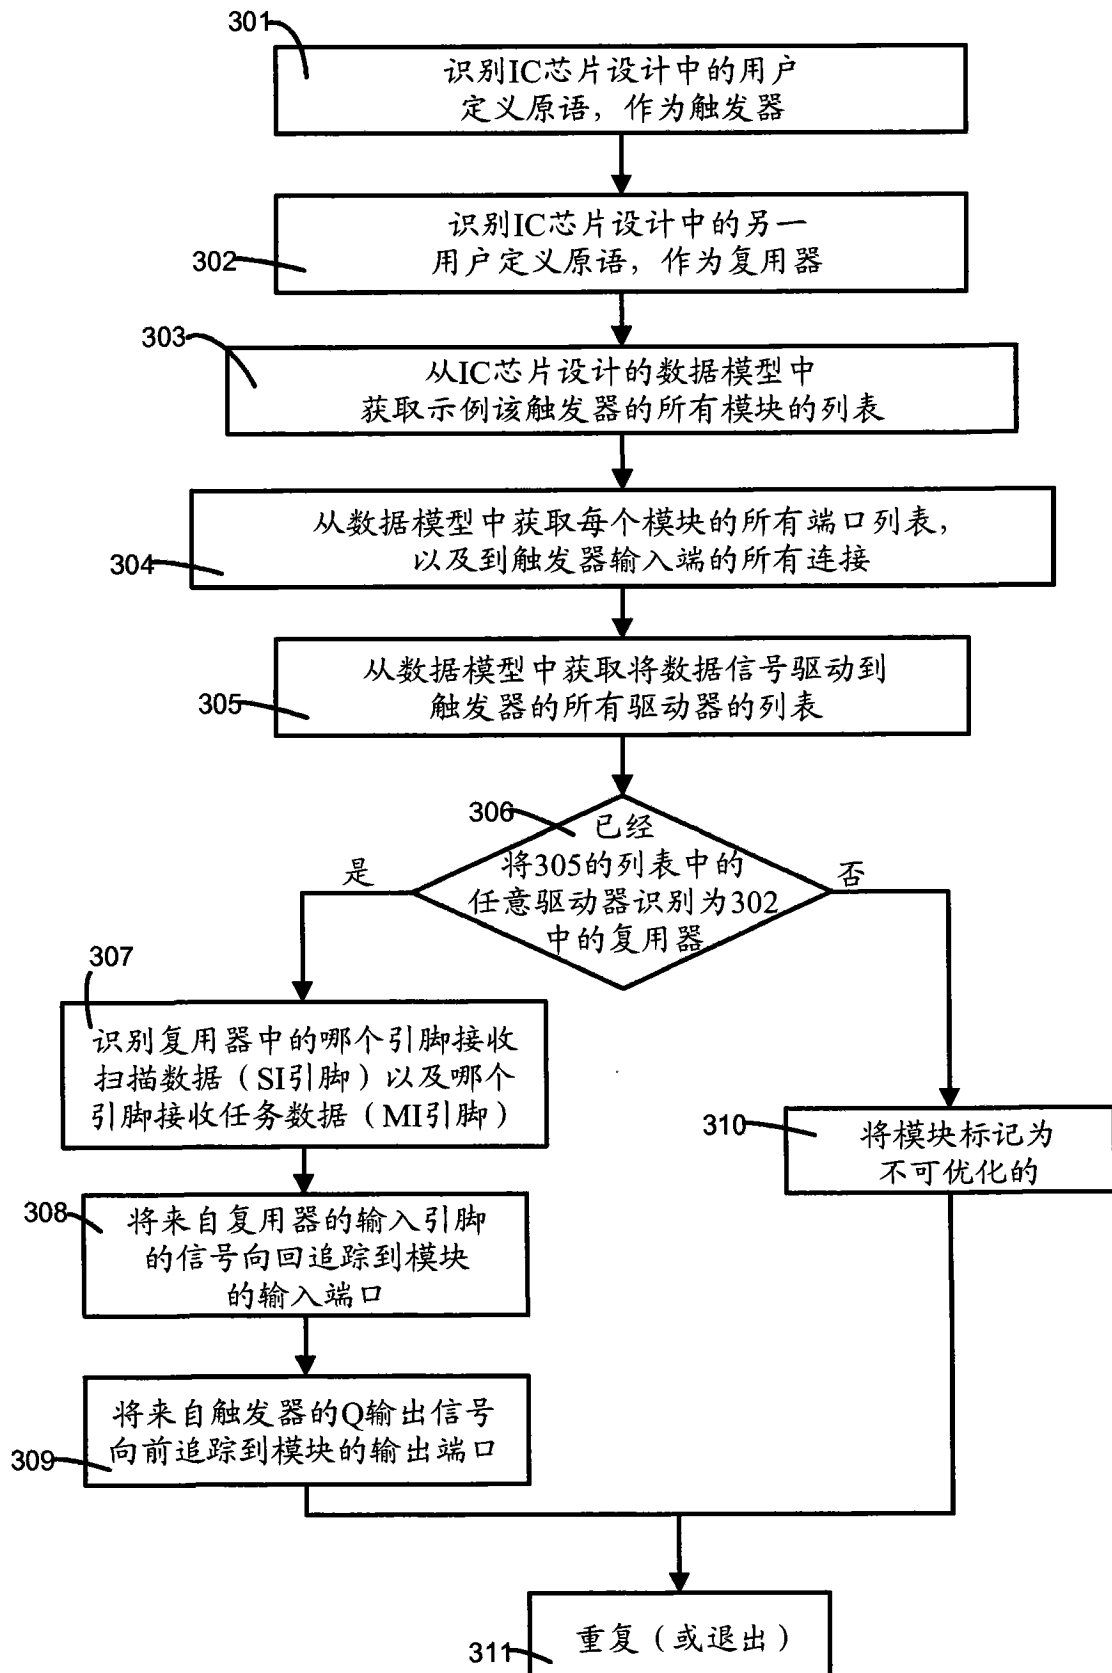 301
识别IC芯片设计中的用户
定义原语，作为触发器
302
识别IC芯片设计中的另一
用户定义原语，作为复用器
303
从IC芯片设计的数据模型中
获取示例该触发器的所有模块的列表
304
从数据模型中获取每个模块的所有端口列表，
以及到触发器输入端的所有连接
305
从数据模型中获取将数据信号驱动到
触发器的所有驱动器的列表
306
已经
将305的列表中的
任意驱动器识别为302
中的复用器
是
否
307
识别复用器中的哪个引脚接收
扫描数据（SI引脚）以及哪个
引脚接收任务数据（MI引脚）
310
将模块标记为
不可优化的
308
将来自复用器的输入引脚
的信号向回追踪到模块
的输入端口
309
将来自触发器的Q输出信号
向前追踪到模块的输出端口
311
重复（或退出）